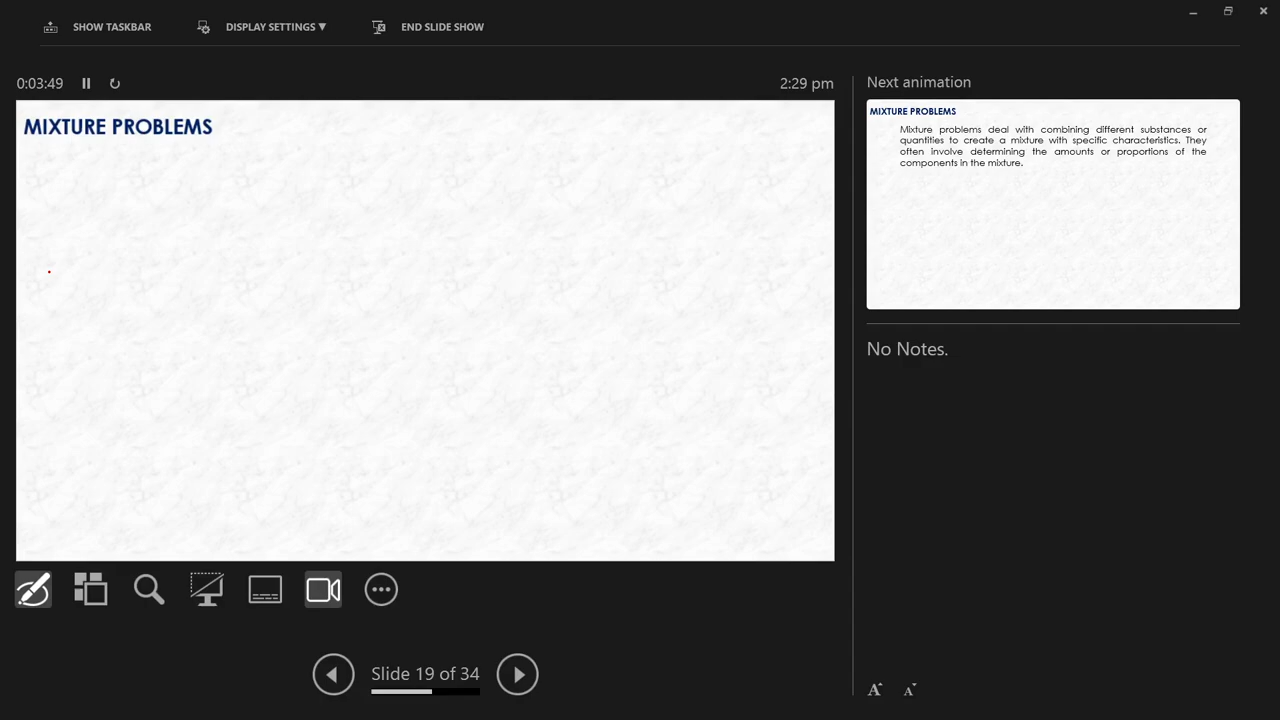 SHOW TASKBAR
DISPLAY SETTINGS ▼
END SLIDE SHOW
0:03:49
2:29 pm
MIXTURE PROBLEMS
Next animation
MIXTURE PROBLEMS
Mixture problems deal with combining different substances or
quantities to create a mixture with specific characteristics. They
often involve determining the amounts or proportions of the
components in the mixture.
No Notes.
Slide 19 of 34
A A